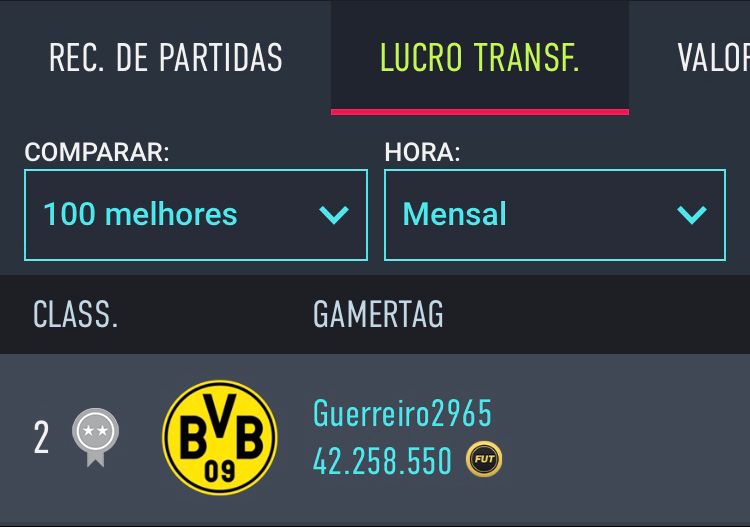 REC. DE PARTIDAS
LUCRO TRANSF.
VALOR
COMPARAR:
HORA:
100 melhores
Mensal
CLASS.
GAMERTAG
2
BVB
09
Guerreiro2965
42.258.550
FUT